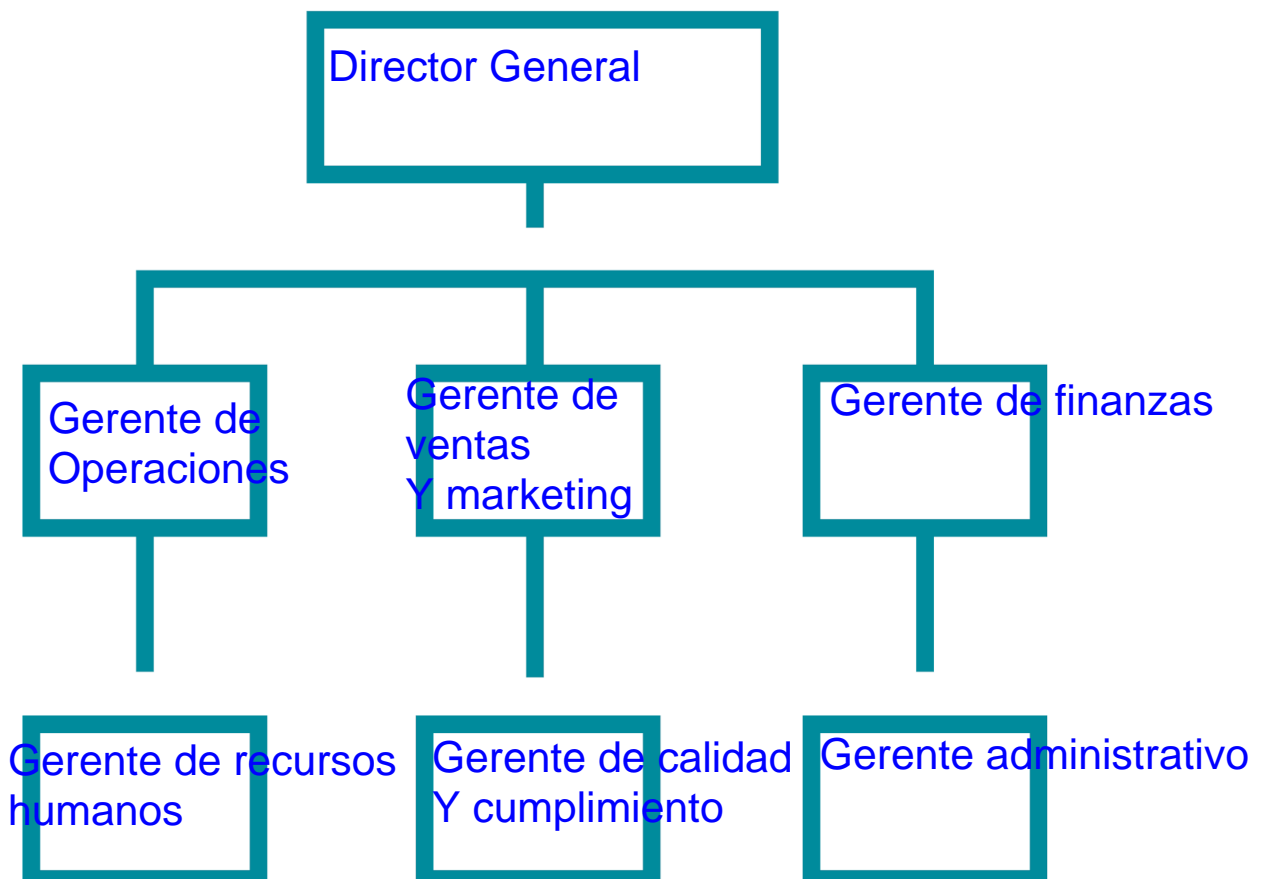 Director General
Gerente de
Operaciones
Gerente de
ventas
Y marketing
Gerente de finanzas
Gerente de recursos
humanos
Gerente de calidad
Y cumplimiento
Gerente administrativo